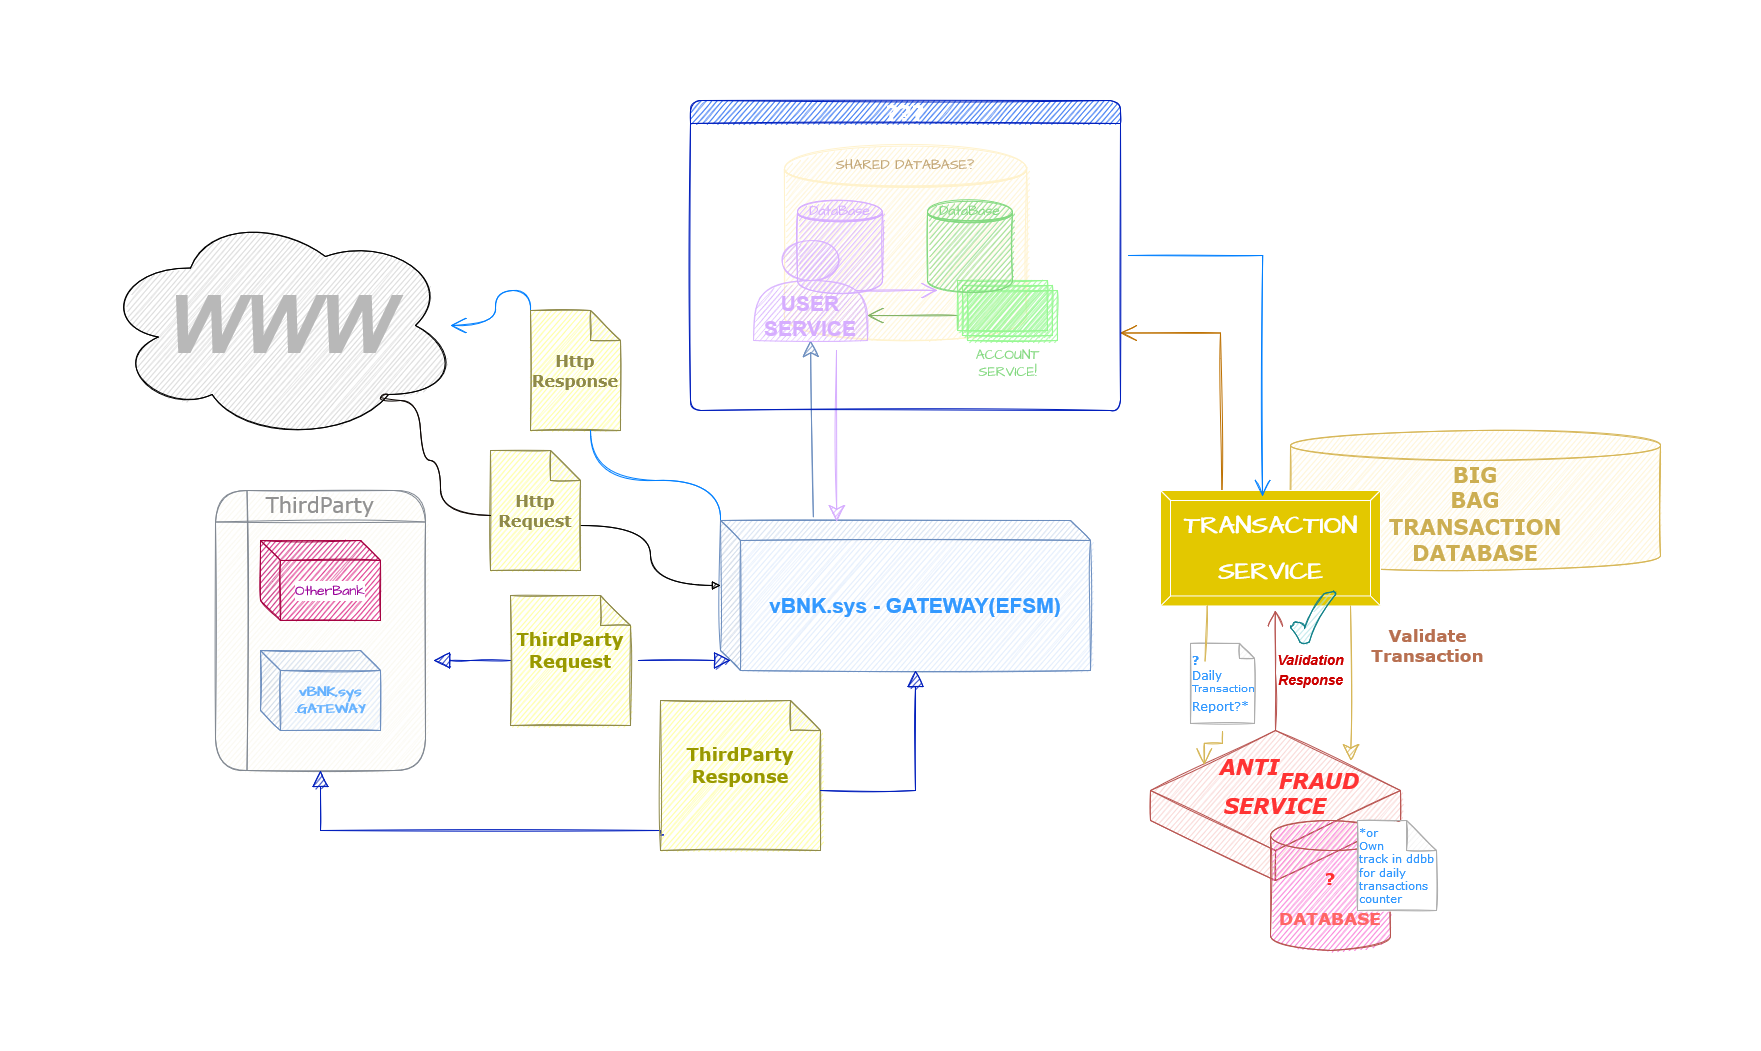 ???
SHARED DATABASE?
DataBase
DataBase
USER
SERVICE
ACCOUNT
SERVICE!
WWW
Http
Response
Http
Request
ThirdParty
OtherBank
vBNK.sys
.GATEWAY
ThirdParty
Request
ThirdParty
Response
vBNK.sys - GATEWAY(EFSM)
BIG
BAG
TRANSACTION
DATABASE
TRANSACTION
SERVICE
Validate
Transaction
Validation
Response
?
Daily
Transaction
Report?*
ANTI
FRAUD
SERVICE
*or
Own
track in ddbb
for daily
transactions
counter
?
DATABASE